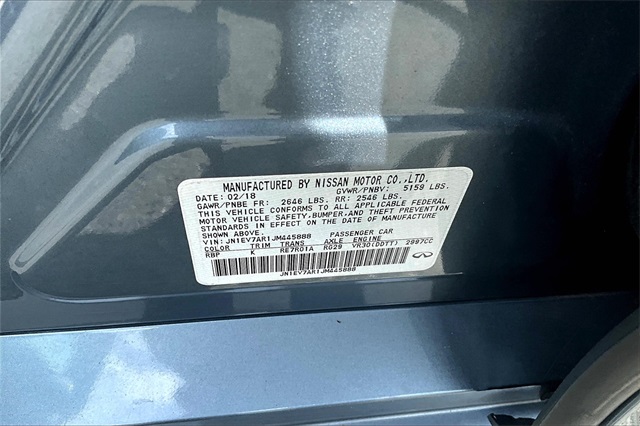 MANUFACTURED BY NISSAN MOTOR CO.,LTD.
DATE: 02/18 GVWR/PNBV: 5159 LBS.
GAWR/PNBE FR: 2646 LBS. RR: 2546 LBS.
THIS VEHICLE CONFORMS TO ALL APPLICABLE FEDERAL
MOTOR VEHICLE SAFETY, BUMPER, AND THEFT PREVENTION
STANDARDS IN EFFECT ON THE DATE OF MANUFACTURE
SHOWN ABOVE.
VIN: JN1EV7AR1JM445888 PASSENGER CAR
COLOR TRIM TRANS AXLE ENGINE
RBP K RE7R01A RG29 VR30(DDTT) 2997CC
JN1EV7AR1JM445888